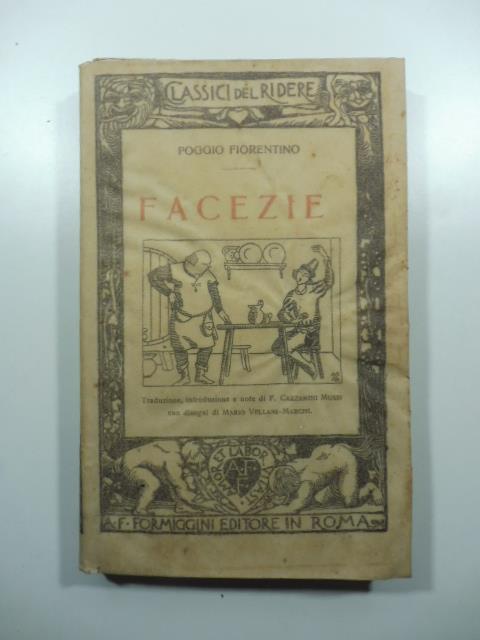 CLASSICI DEL RIDERE
POGGIO FIORENTINO
FACEZIE
Traduzione, introduzione e note di F. CAZZAMINI MUSSI
con disegni di MARIO VELLANI-MARCHI.
AMOR ET LABOR VITAST
A·F·F·
A·F·FORMIGGINI EDITORE IN ROMA